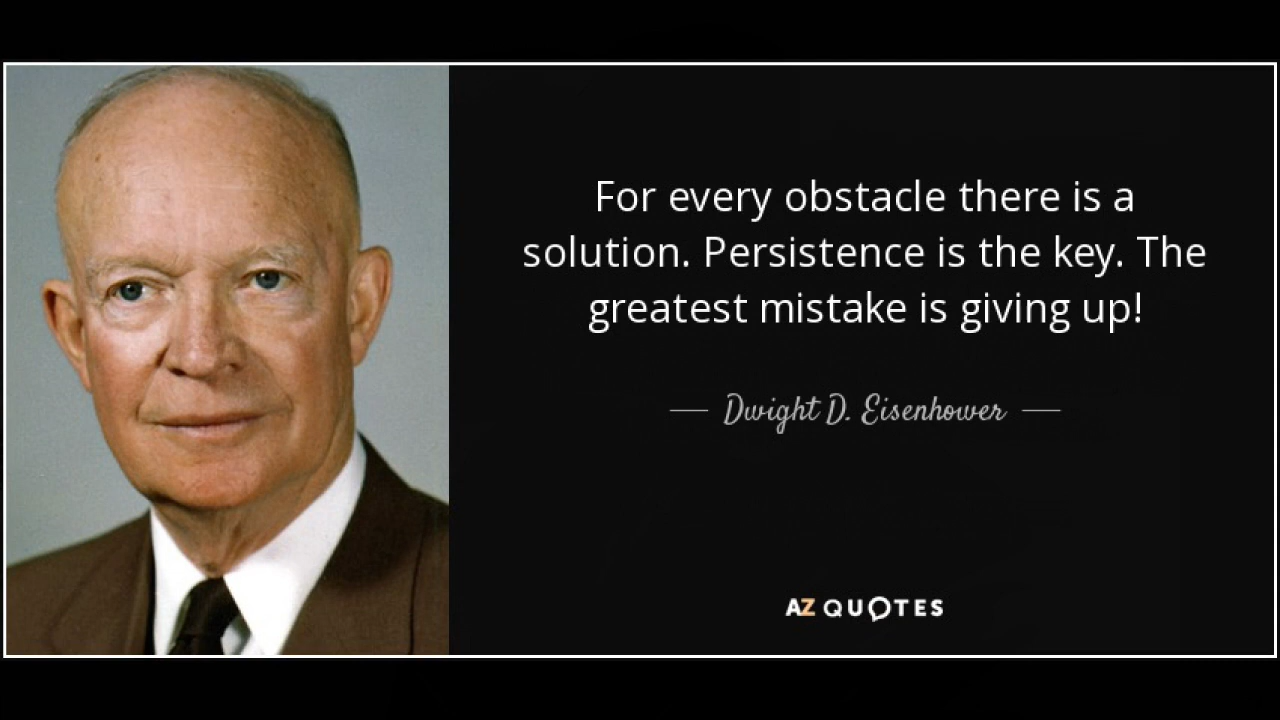 For every obstacle there is a
solution. Persistence is the key. The
greatest mistake is giving up!
Dwight D. Eisenhower
AZ QUOTES